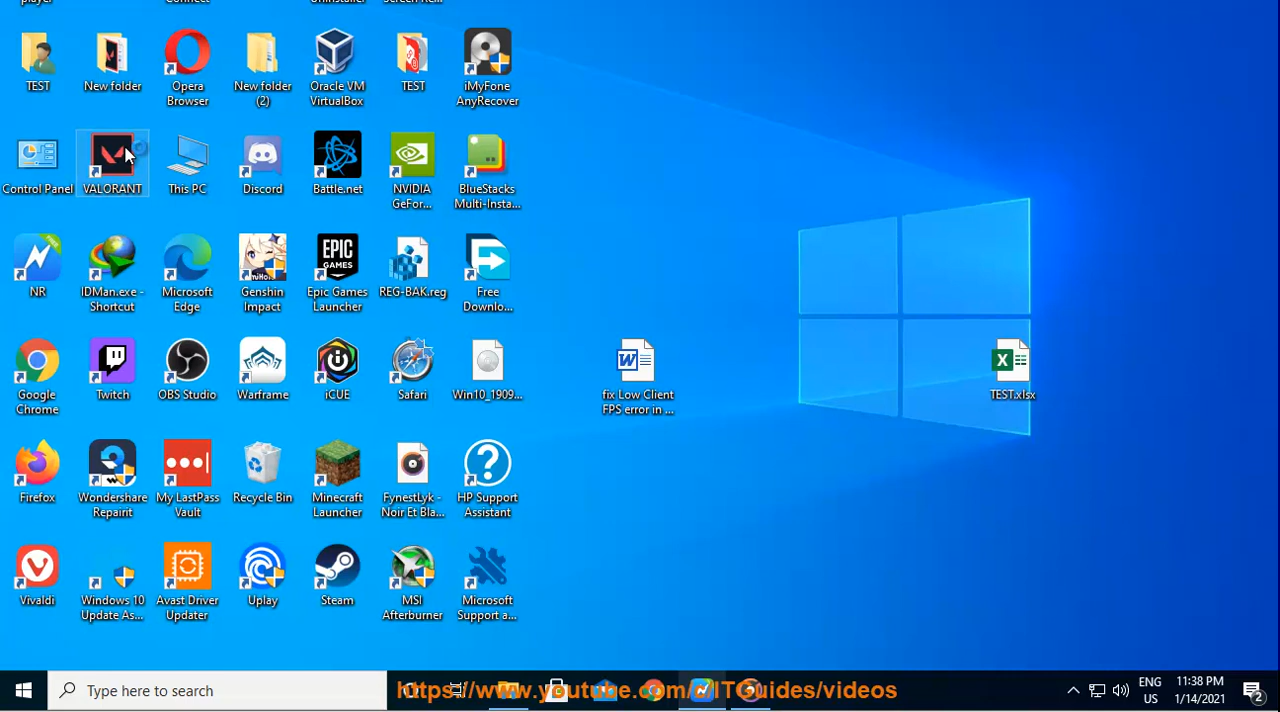 Connect
TEST
New folder
Opera
Browser
New folder
(2)
Oracle VM
VirtualBox
TEST
iMyFone
AnyRecover
Control Panel
VALORANT
This PC
Discord
Battle.net
NVIDIA
GeFor...
BlueStacks
Multi-Insta...
FREE
NR
IDMan.exe -
Shortcut
Microsoft
Edge
Genshin
Impact
EPIC
GAMES
Epic Games
Launcher
REG-BAK.reg
Free
Downlo...
Google
Chrome
Twitch
OBS Studio
Warframe
iCUE
Safari
Win10_1909...
W
fix Low Client
FPS error in ...
X
TEST.xlsx
Firefox
Wondershare
Repairit
My LastPass
Vault
Recycle Bin
Minecraft
Launcher
FynestLyk -
Noir Et Bla...
?
HP Support
Assistant
Vivaldi
Windows 10
Update As...
Avast Driver
Updater
Uplay
Steam
MSI
Afterburner
Microsoft
Support a...
Type here to search
https://www.youtube.com/c/ITGuides/videos
ENG
US
11:38 PM
1/14/2021
2